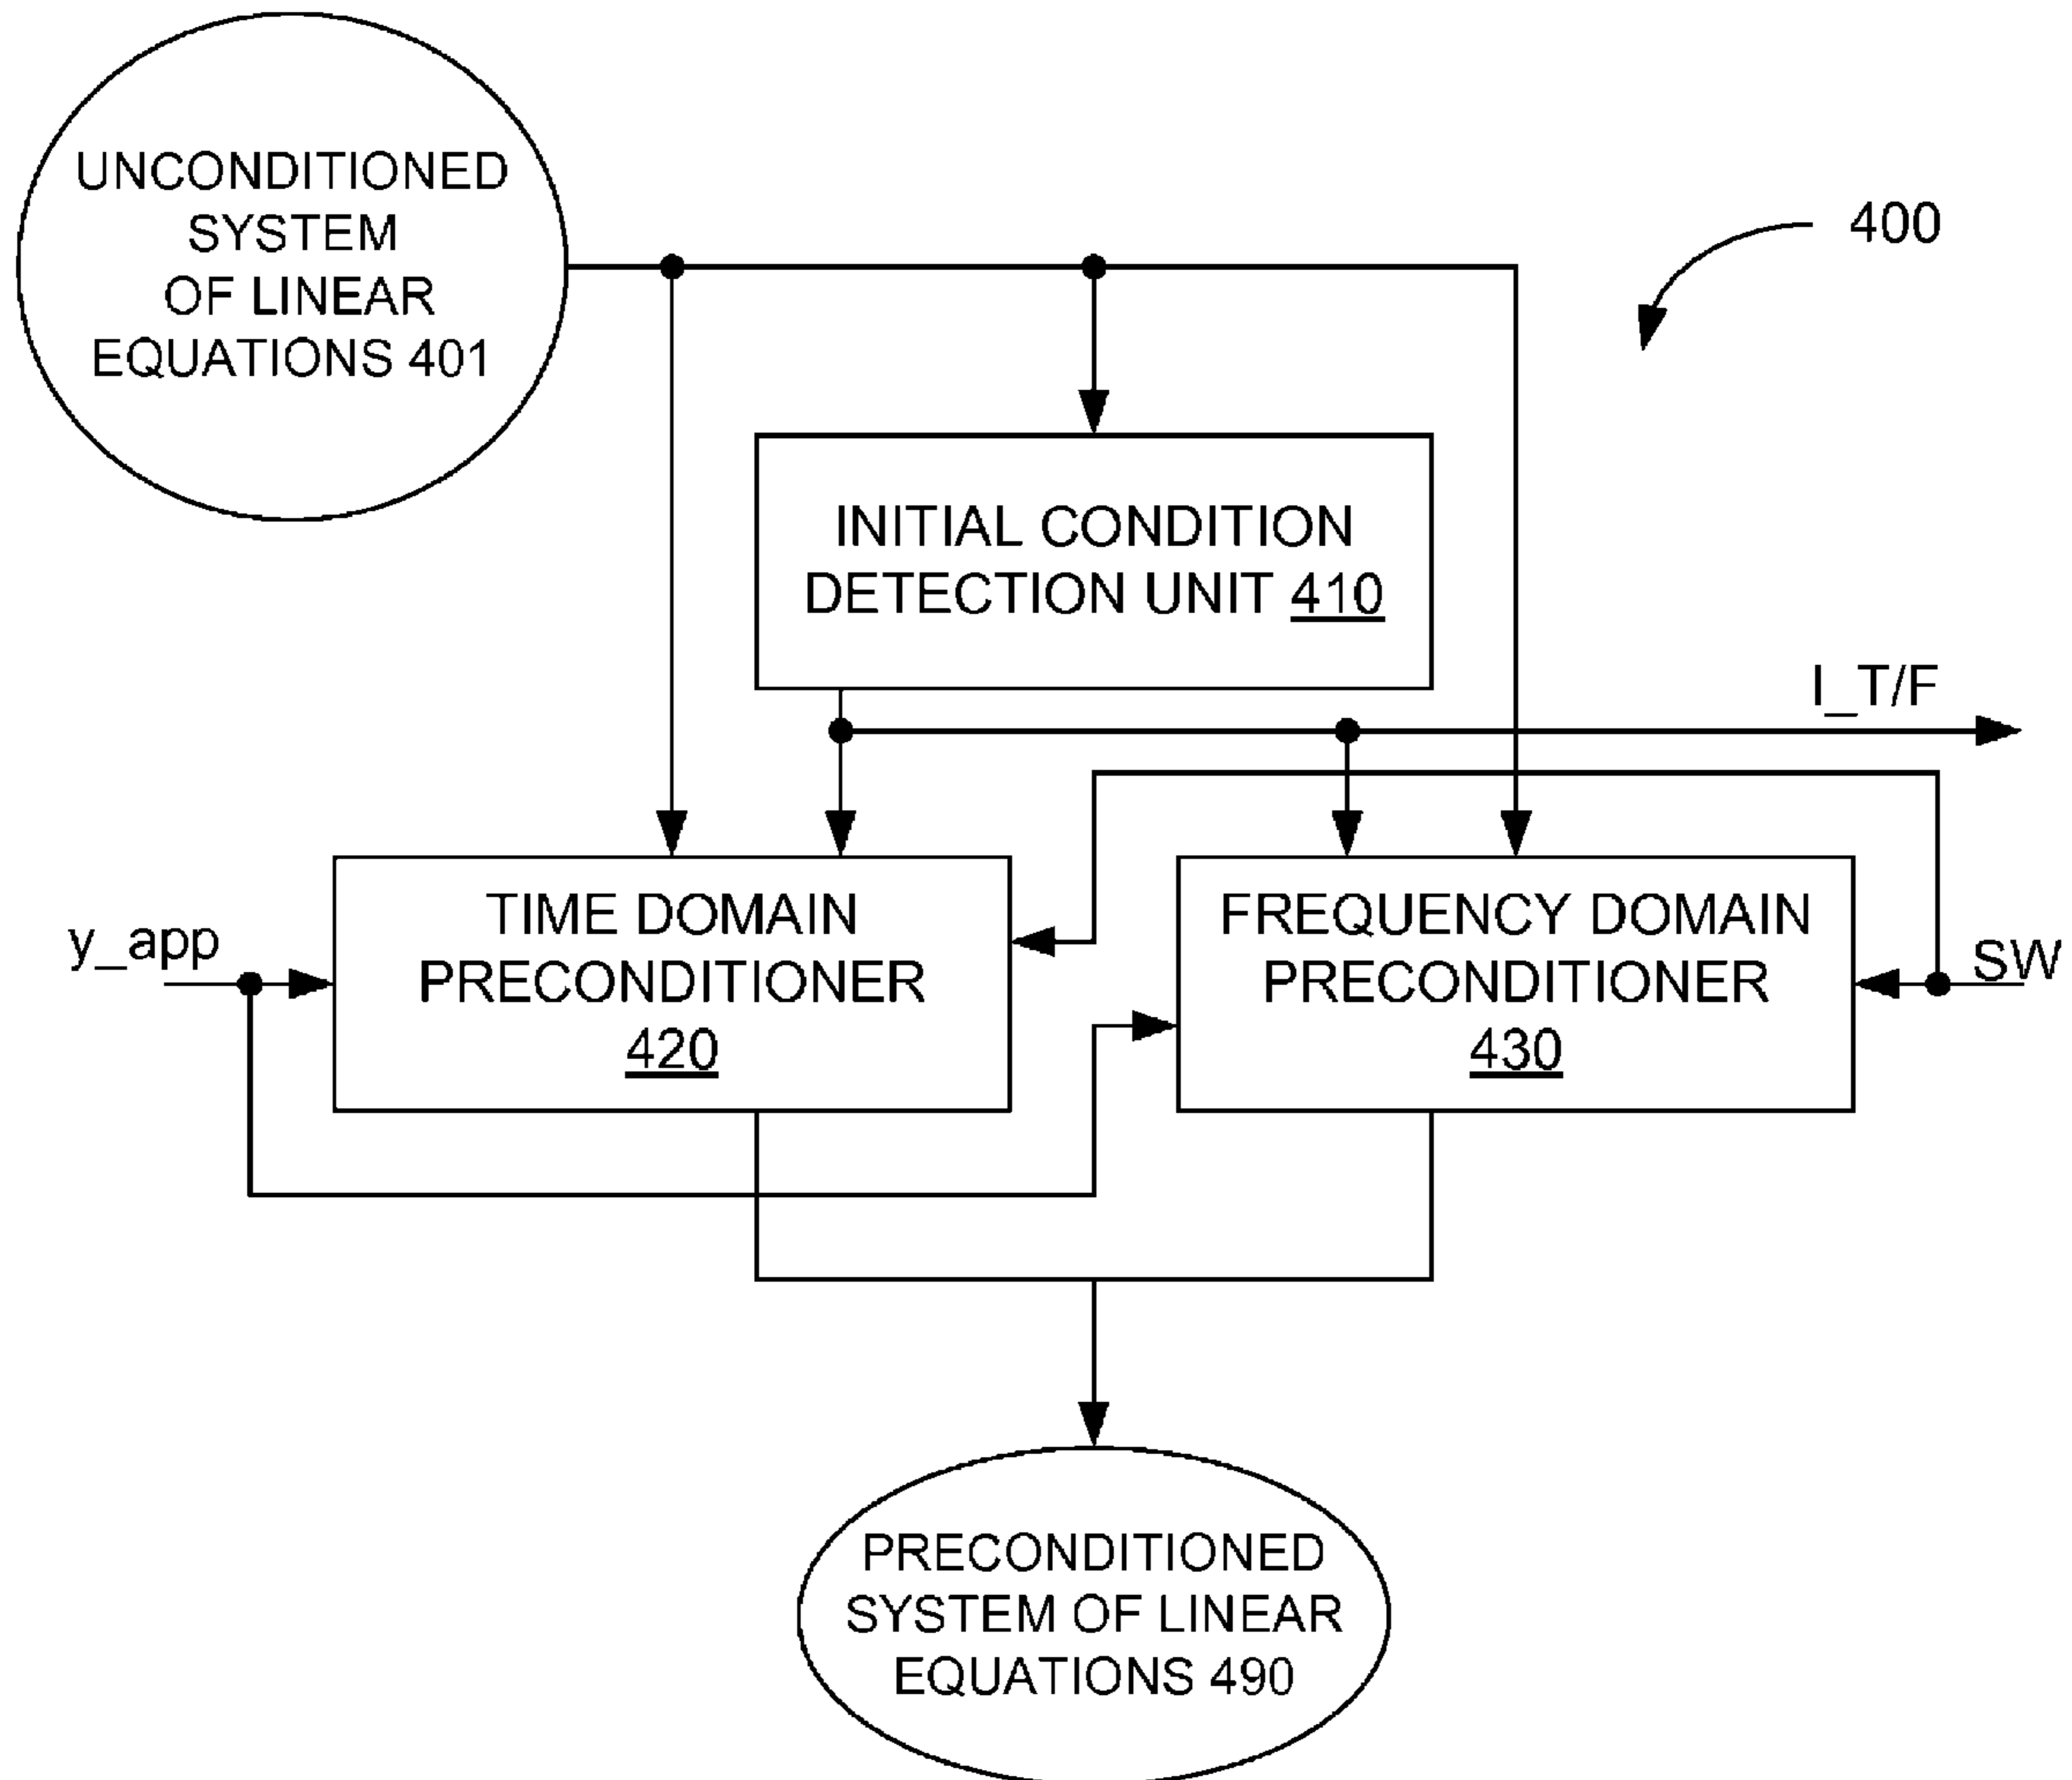 UNCONDITIONED
SYSTEM
OF LINEAR
EQUATIONS 401
400
INITIAL CONDITION
DETECTION UNIT 410
I_T/F
TIME DOMAIN
PRECONDITIONER
420
FREQUENCY DOMAIN
PRECONDITIONER
430
y_app
SW
PRECONDITIONED
SYSTEM OF LINEAR
EQUATIONS 490